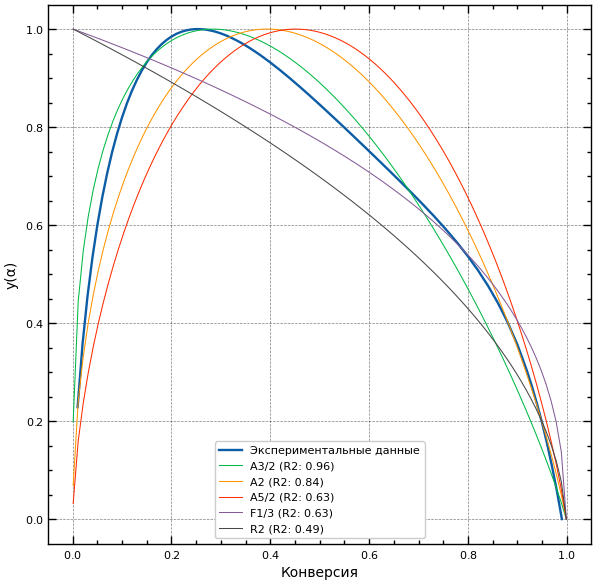 1.0
0.8
0.6
0.4
0.2
0.0
y(α)
Экспериментальные данные
A3/2 (R2: 0.96)
A2 (R2: 0.84)
A5/2 (R2: 0.63)
F1/3 (R2: 0.63)
R2 (R2: 0.49)
0.0 0.2 0.4 0.6 0.8 1.0
Конверсия